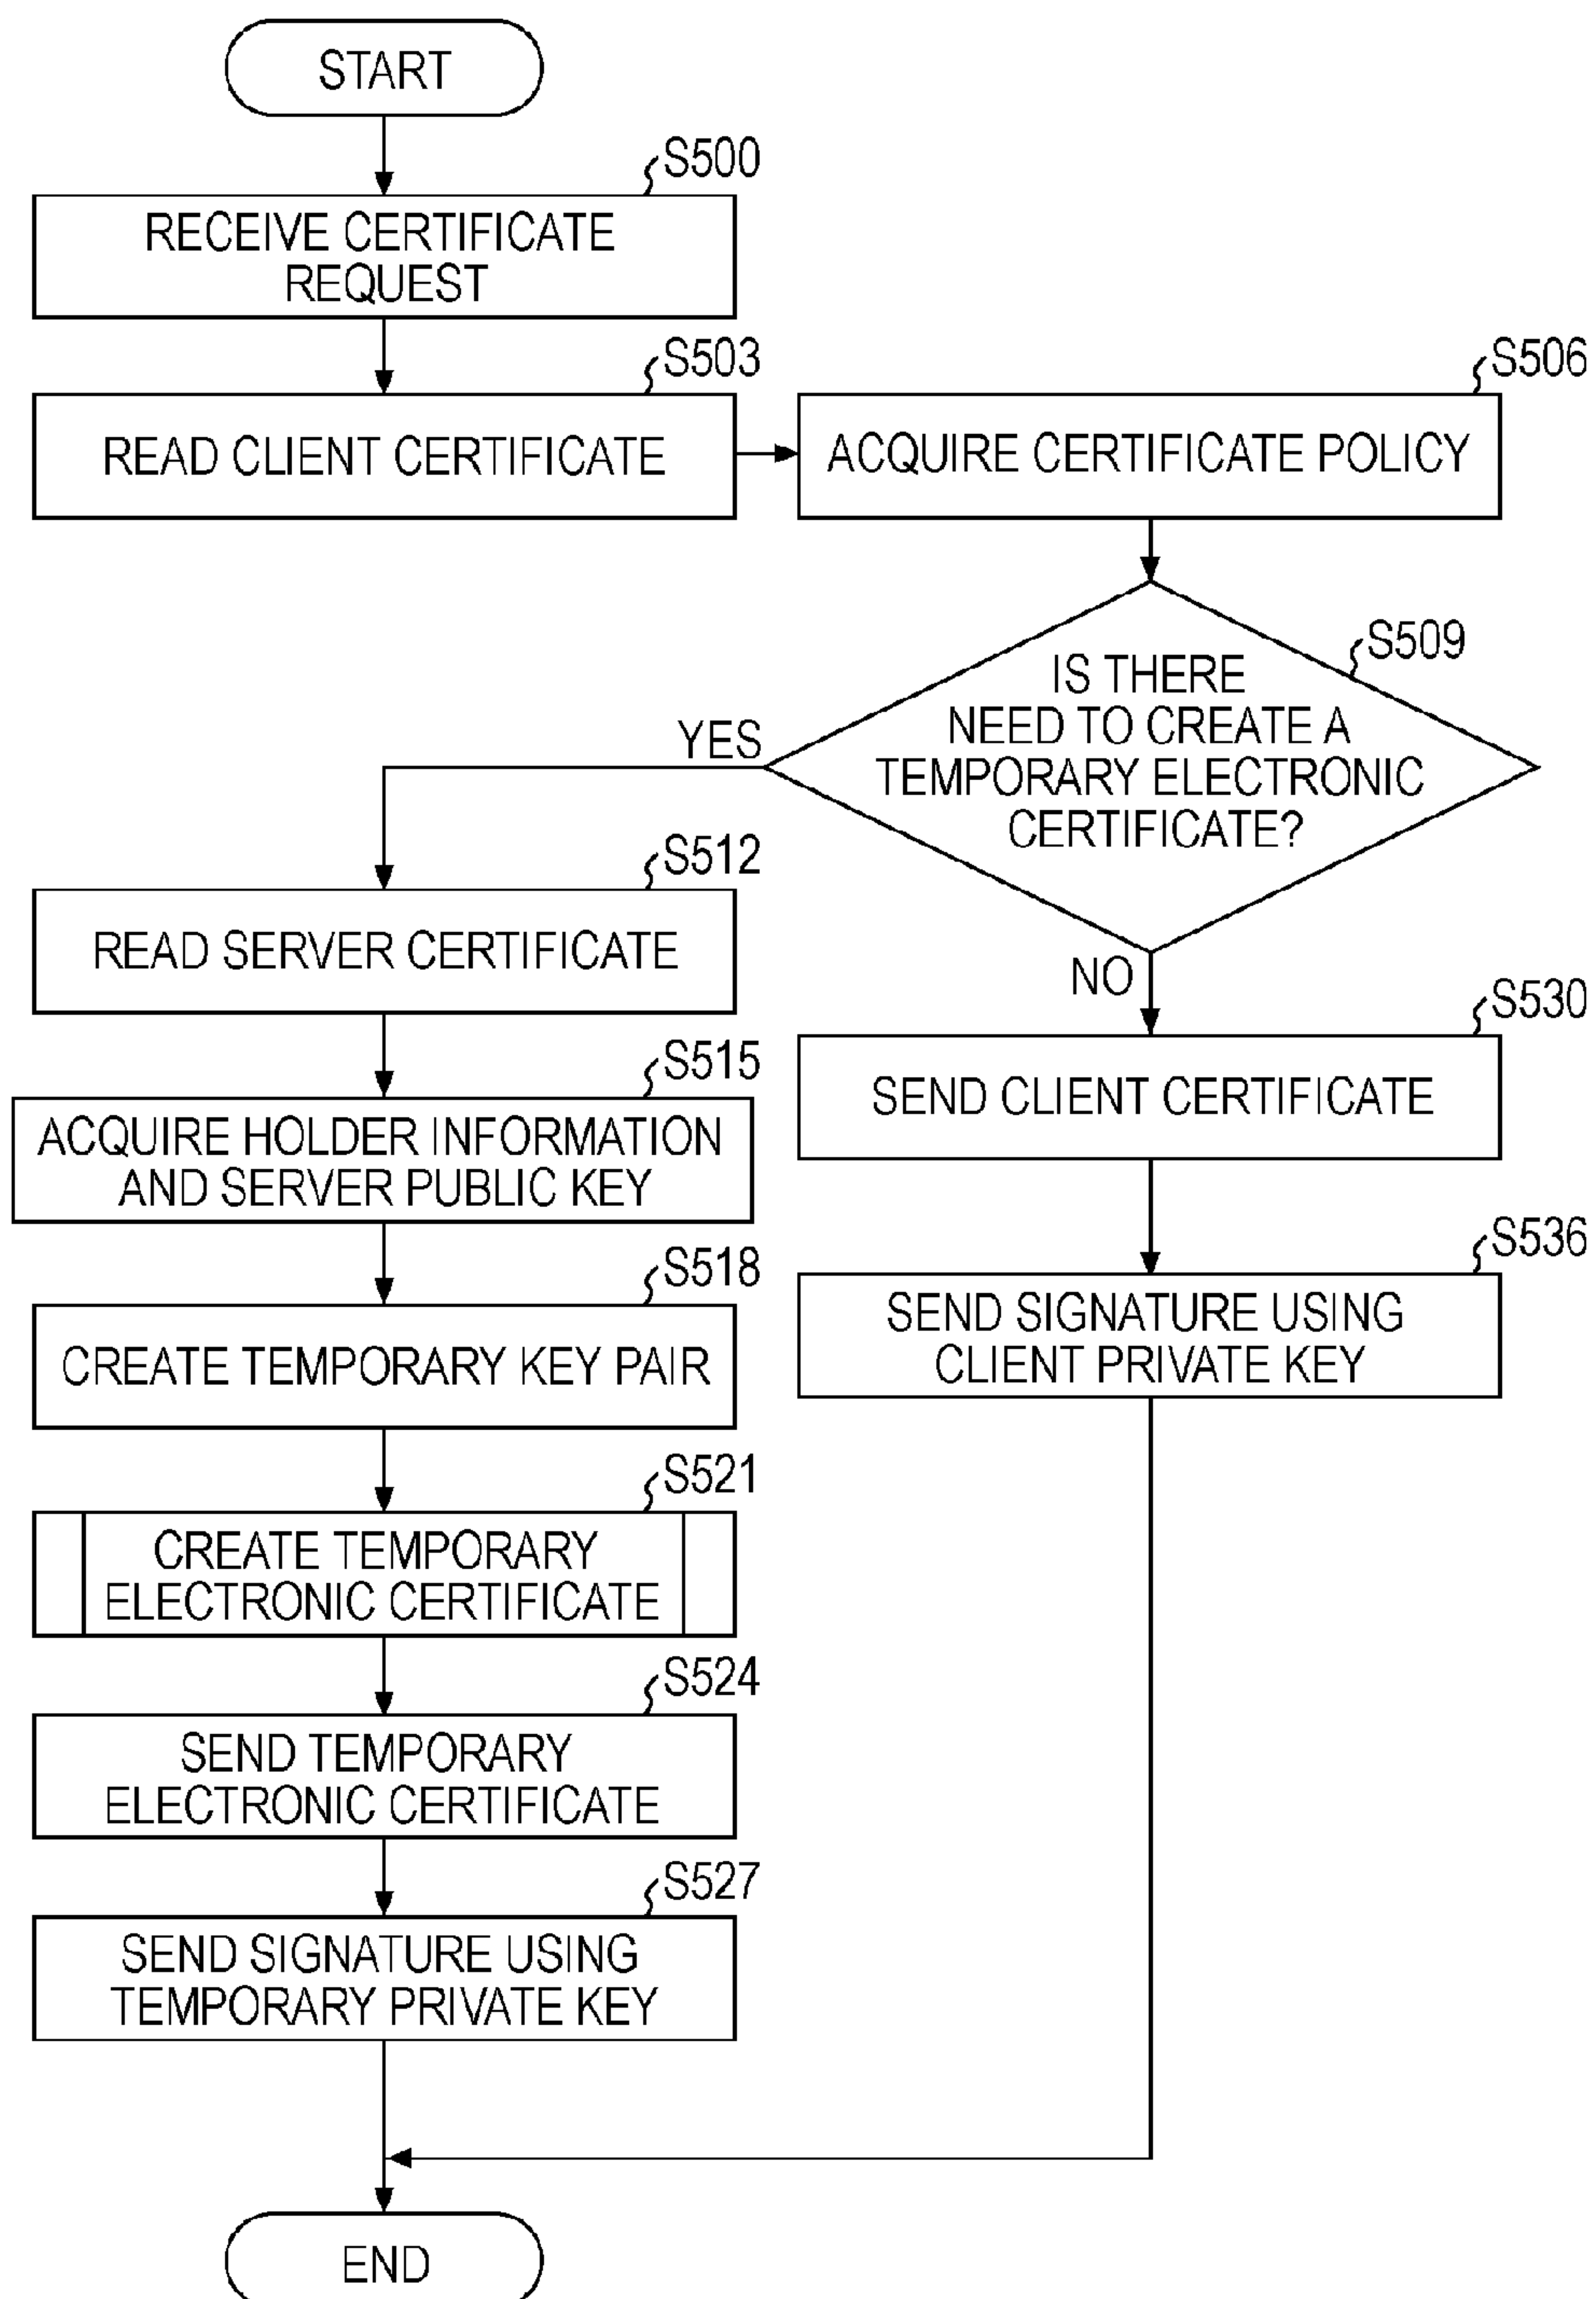 START
S500
RECEIVE CERTIFICATE
REQUEST
S503
READ CLIENT CERTIFICATE
S506
ACQUIRE CERTIFICATE POLICY
S509
IS THERE
NEED TO CREATE A
TEMPORARY ELECTRONIC
CERTIFICATE?
YES
NO
S512
READ SERVER CERTIFICATE
S515
ACQUIRE HOLDER INFORMATION
AND SERVER PUBLIC KEY
S518
CREATE TEMPORARY KEY PAIR
S521
CREATE TEMPORARY
ELECTRONIC CERTIFICATE
S524
SEND TEMPORARY
ELECTRONIC CERTIFICATE
S527
SEND SIGNATURE USING
TEMPORARY PRIVATE KEY
S530
SEND CLIENT CERTIFICATE
S536
SEND SIGNATURE USING
CLIENT PRIVATE KEY
END